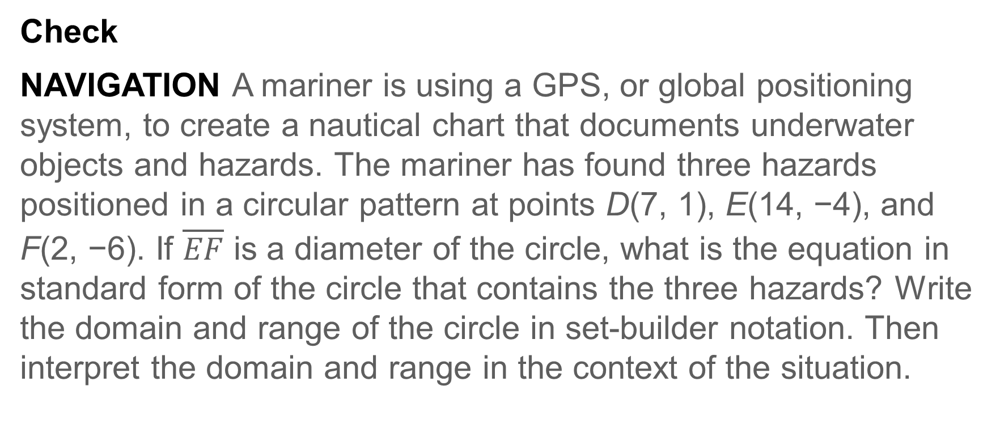 Check
NAVIGATION A mariner is using a GPS, or global positioning
system, to create a nautical chart that documents underwater
objects and hazards. The mariner has found three hazards
positioned in a circular pattern at points D(7, 1), E(14, −4), and
F(2, −6). If E̅F̅ is a diameter of the circle, what is the equation in
standard form of the circle that contains the three hazards? Write
the domain and range of the circle in set-builder notation. Then
interpret the domain and range in the context of the situation.